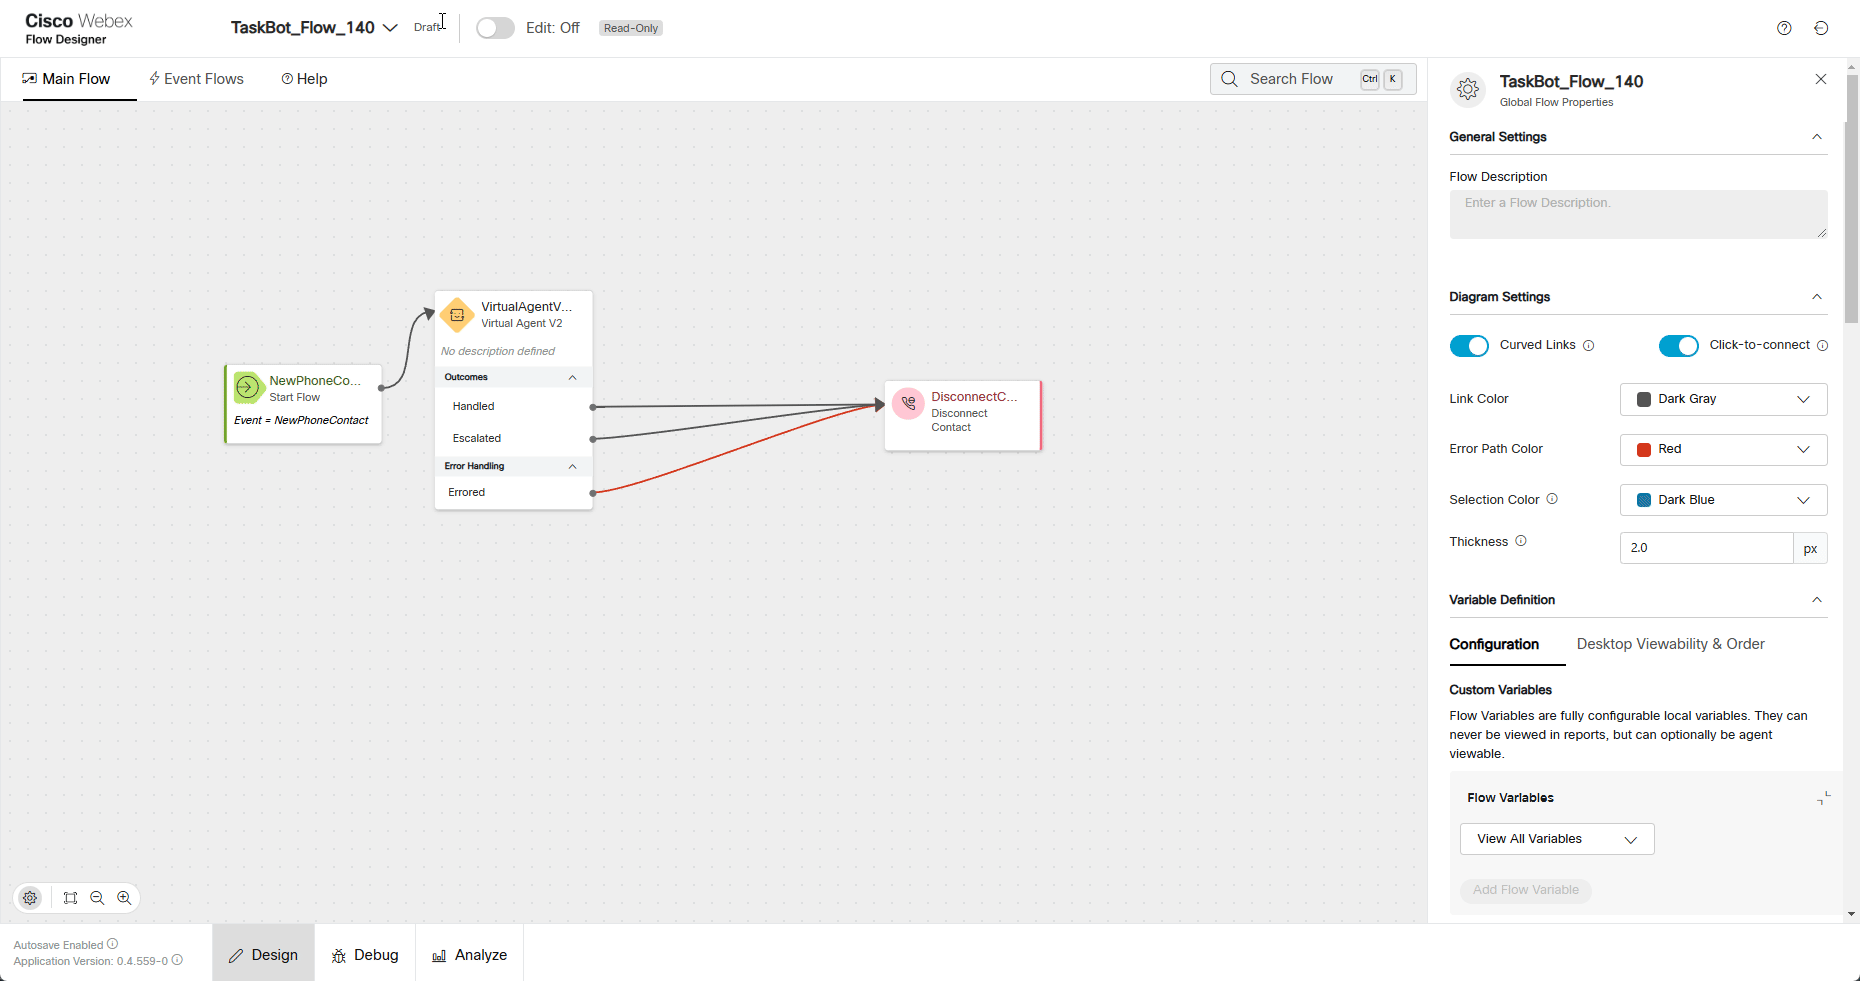 Cisco Webex
Flow Designer
TaskBot_Flow_140
Draft
Edit: Off
Read-Only
Main Flow
Event Flows
Help
Search Flow
Ctrl
K
NewPhoneCo...
Start Flow
Event = NewPhoneContact
VirtualAgentV...
Virtual Agent V2
No description defined
Outcomes
Handled
Escalated
Error Handling
Errored
DisconnectC...
Disconnect
Contact
TaskBot_Flow_140
Global Flow Properties
General Settings
Flow Description
Enter a Flow Description.
Diagram Settings
Curved Links
Click-to-connect
Link Color
Dark Gray
Error Path Color
Red
Selection Color
Dark Blue
Thickness
2.0
px
Variable Definition
Configuration
Desktop Viewability & Order
Custom Variables
Flow Variables are fully configurable local variables. They can
never be viewed in reports, but can optionally be agent
viewable.
Flow Variables
View All Variables
Add Flow Variable
Autosave Enabled
Application Version: 0.4.559-0
Design
Debug
Analyze